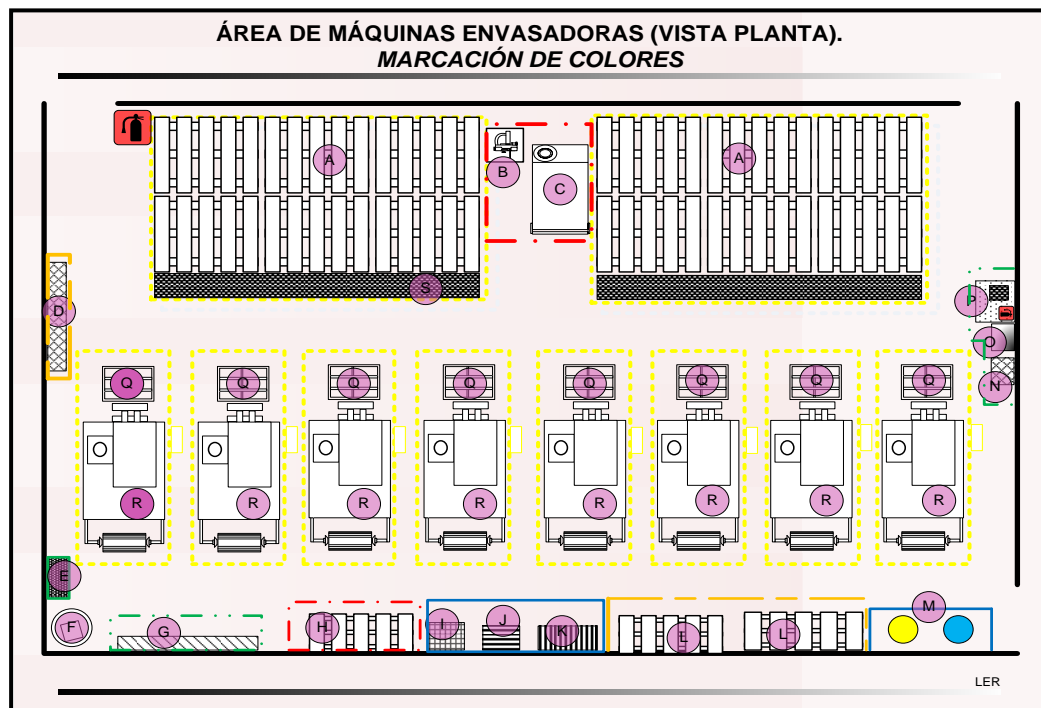 ÁREA DE MÁQUINAS ENVASADORAS (VISTA PLANTA).
MARCACIÓN DE COLORES
A
A
B
C
S
D
P
O
N
Q
Q
Q
Q
Q
Q
Q
Q
R
R
R
R
R
R
R
R
E
F
G
H
I
J
K
L
L
M
LER